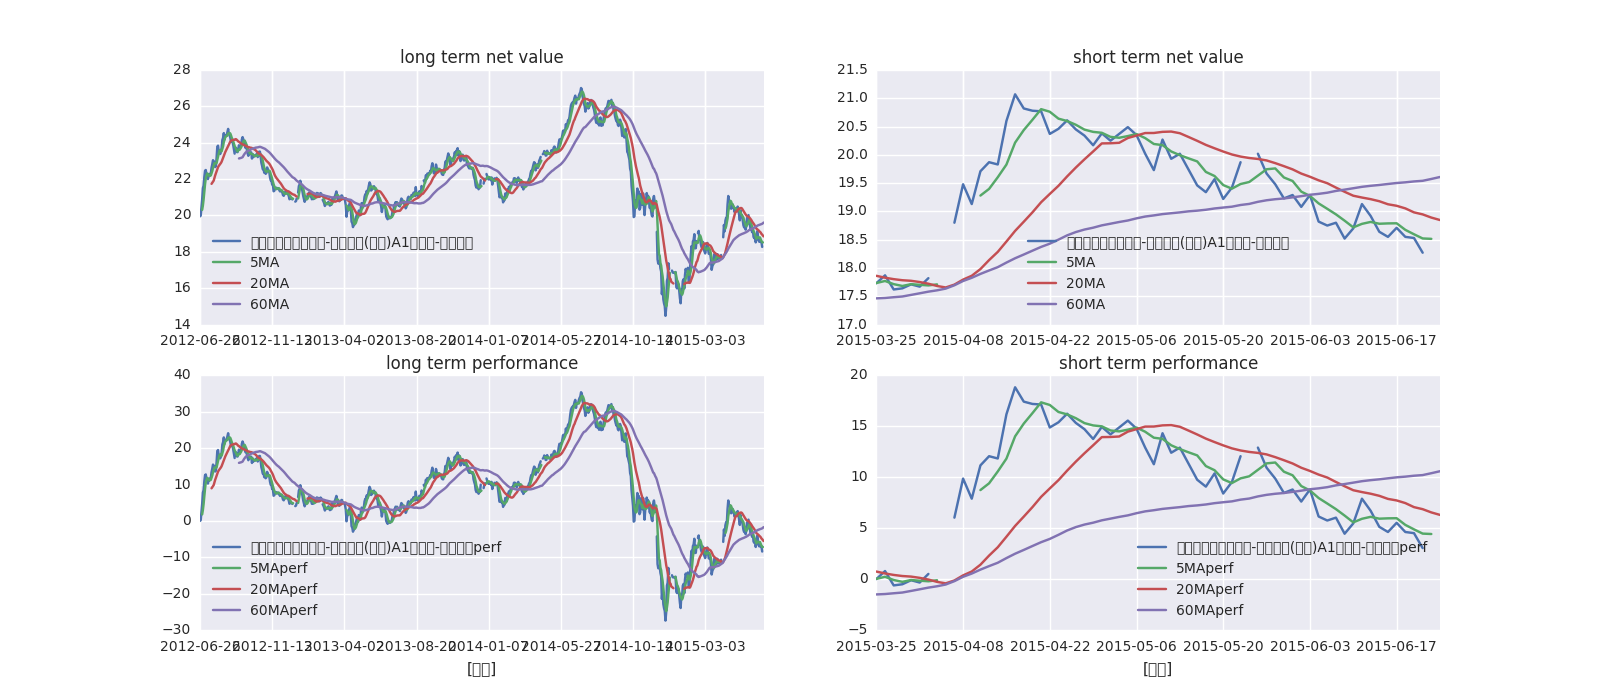 long term net value
28
26
24
22
20
18
16
14
-(  )A1  -
5MA
20MA
60MA
2012-06-26 2012-11-13 2013-04-02 2013-08-20 2014-01-07 2014-05-27 2014-10-14 2015-03-03
short term net value
21.5
21.0
20.5
20.0
19.5
19.0
18.5
18.0
17.5
17.0
-(  )A1  -
5MA
20MA
60MA
2015-03-25 2015-04-08 2015-04-22 2015-05-06 2015-05-20 2015-06-03 2015-06-17
long term performance
40
30
20
10
0
−10
−20
−30
-(  )A1  -  perf
5MAperf
20MAperf
60MAperf
2012-06-26 2012-11-13 2013-04-02 2013-08-20 2014-01-07 2014-05-27 2014-10-14 2015-03-03
[  ]
short term performance
20
15
10
5
0
−5
-(  )A1  -  perf
5MAperf
20MAperf
60MAperf
2015-03-25 2015-04-08 2015-04-22 2015-05-06 2015-05-20 2015-06-03 2015-06-17
[  ]